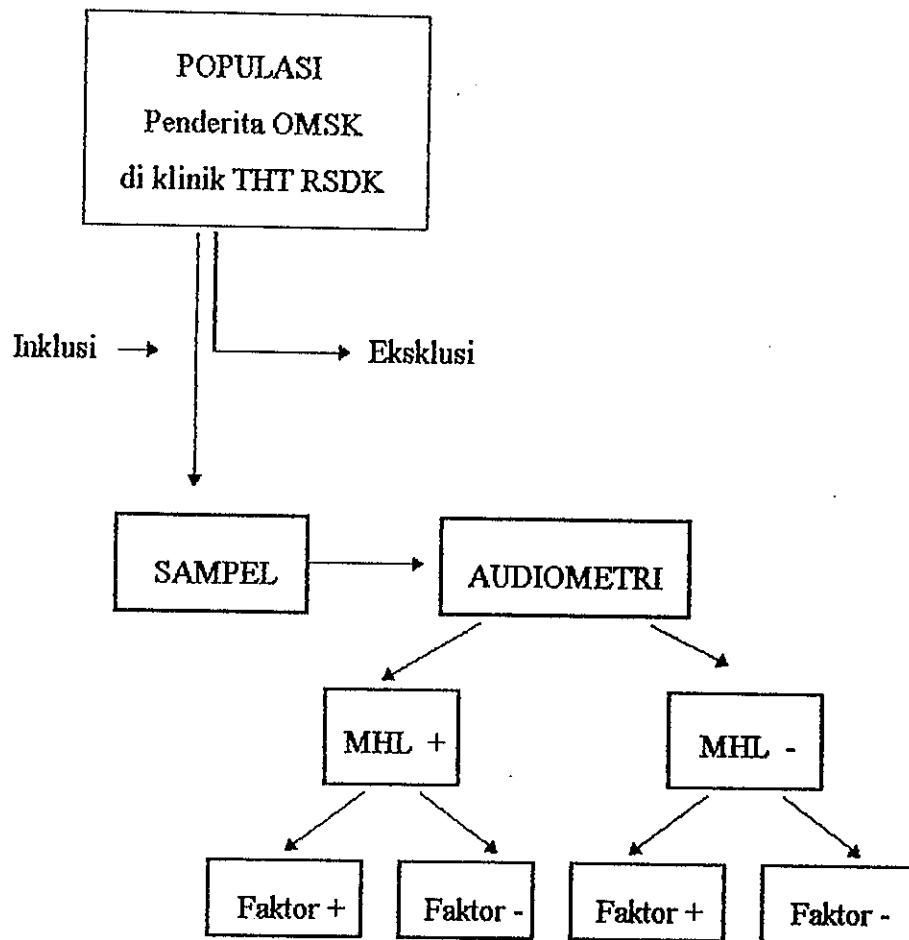 POPULASI
Penderita OMSK
di klinik THT RSDK
Inklusi
Eksklusi
SAMPEL
AUDIOMETRI
MHL +
MHL -
Faktor +
Faktor -
Faktor +
Faktor -